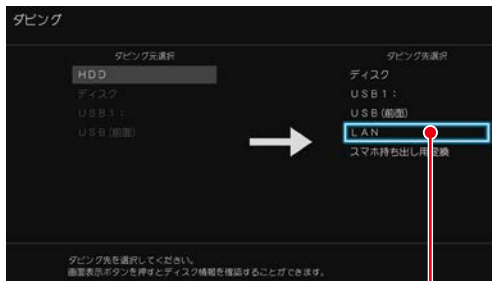 ダビング
ダビング元選択
HDD
ディスク
USB1:
USB(前面)
ダビング先選択
ディスク
USB1:
USB(前面)
LAN
スマホ持ち出し用変換
ダビング先を選択してください。
画面表示ボタンを押すとディスク情報を確認することができます。